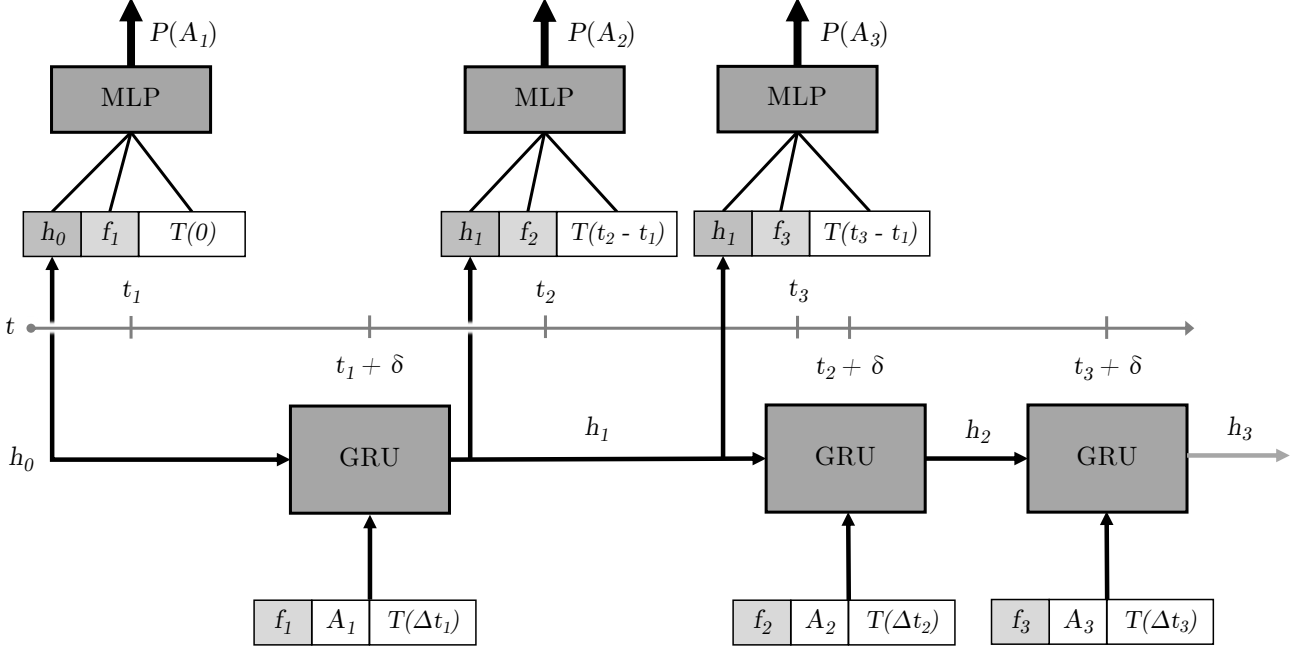 P(A₁) P(A₂) P(A₃)
MLP MLP MLP
h₀ f₁ T(0) h₁ f₂ T(t₂ - t₁) h₁ f₃ T(t₃ - t₁)
t₁ t₂ t₃
t
t₁ + δ t₂ + δ t₃ + δ
h₁ h₂ h₃
h₀ GRU GRU GRU
f₁ A₁ T(Δt₁) f₂ A₂ T(Δt₂) f₃ A₃ T(Δt₃)